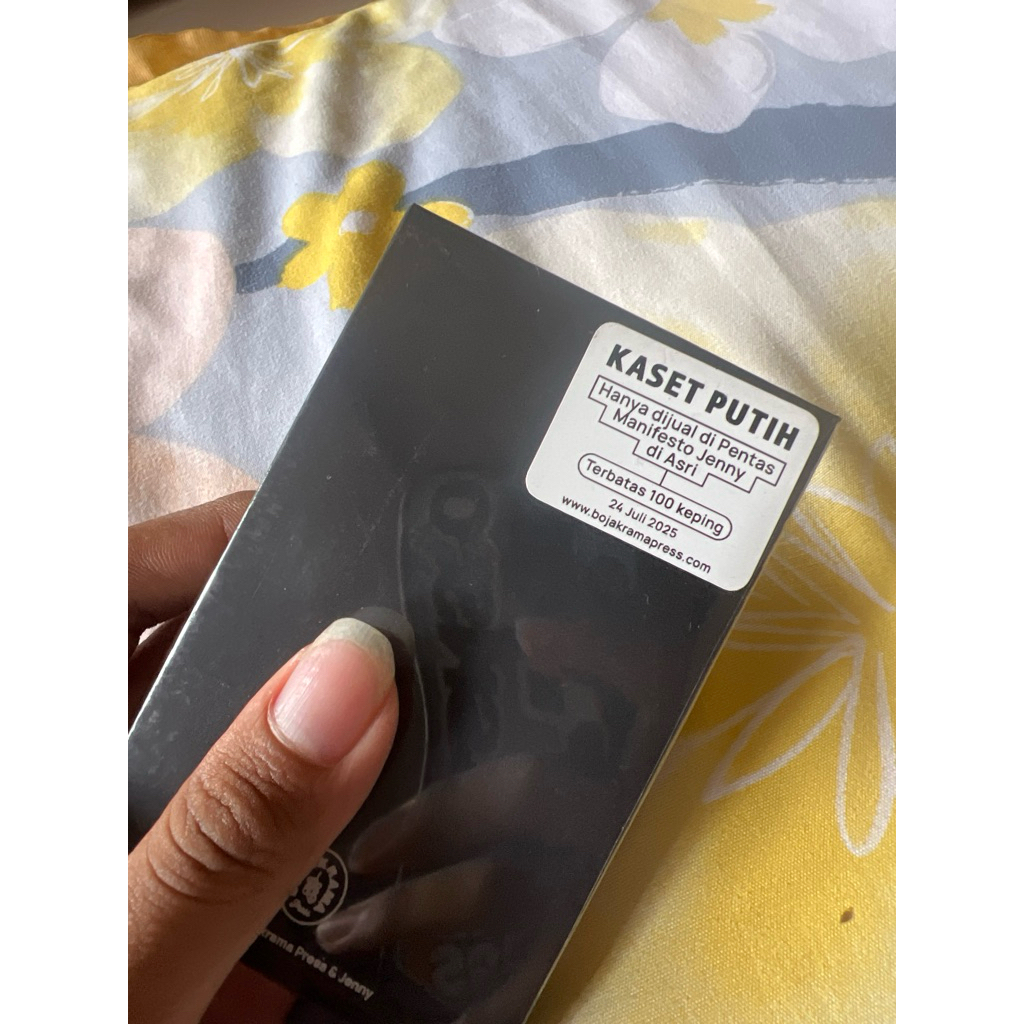 KASET PUTIH
Hanya dijual di Pentas
Manifesto Jenny
di Asri
Terbatas 100 keping
24 Juli 2025
www.bojakramapress.com
Press & Jenny